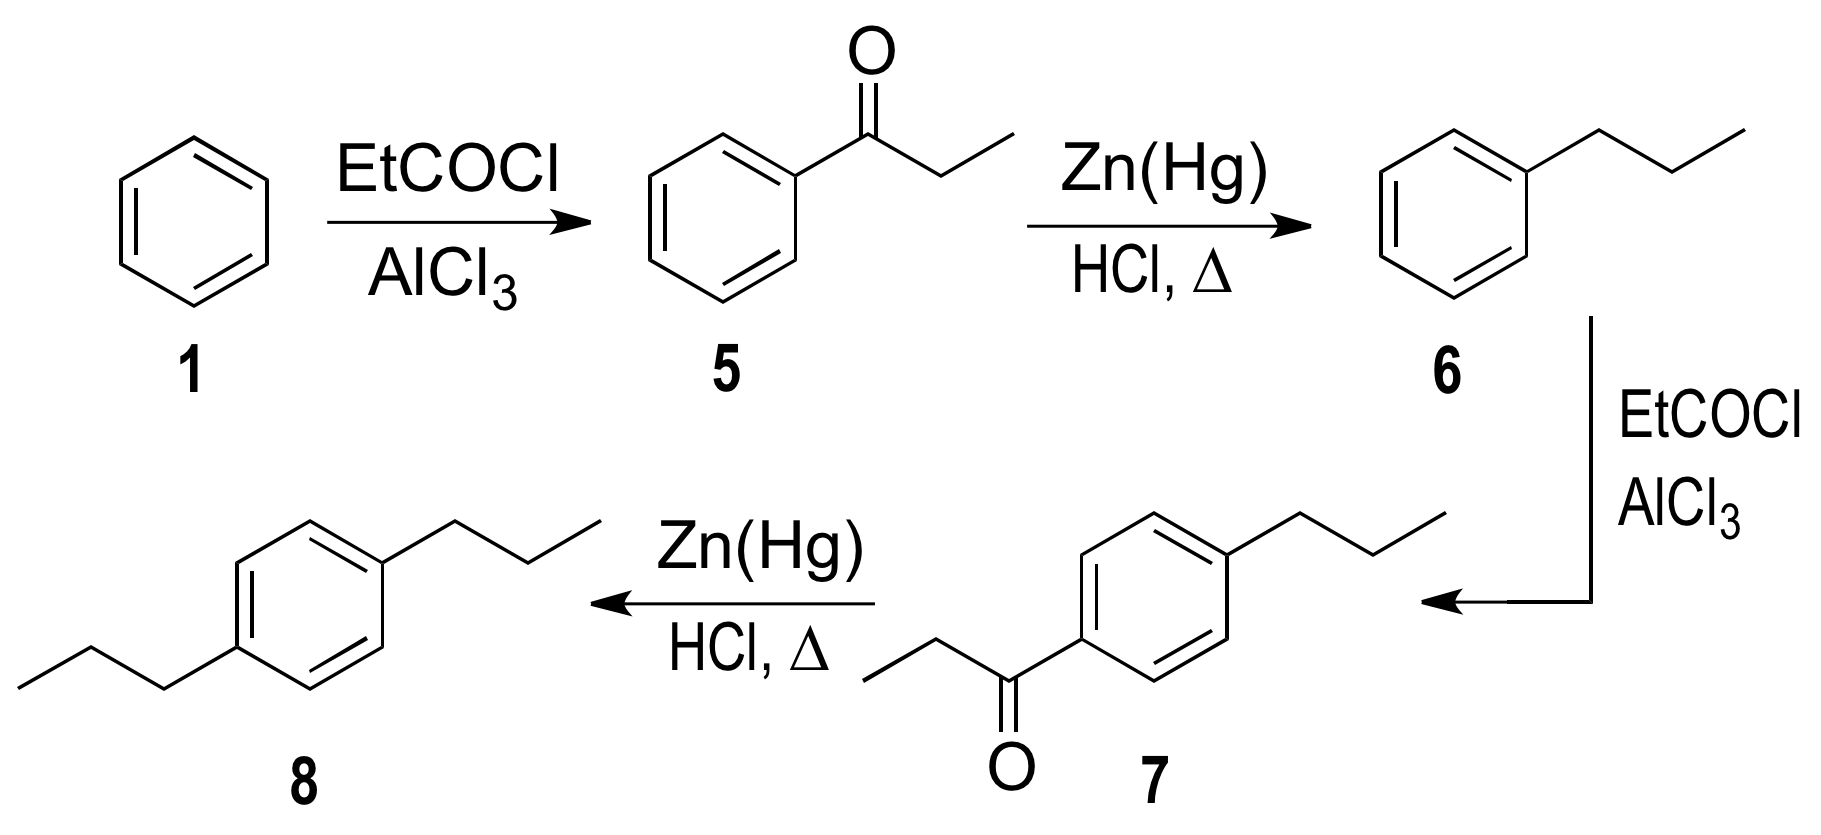 O
EtCOCl
AlCl3
Zn(Hg)
HCl, Δ
1
5
6
EtCOCl
AlCl3
Zn(Hg)
HCl, Δ
O
8
7